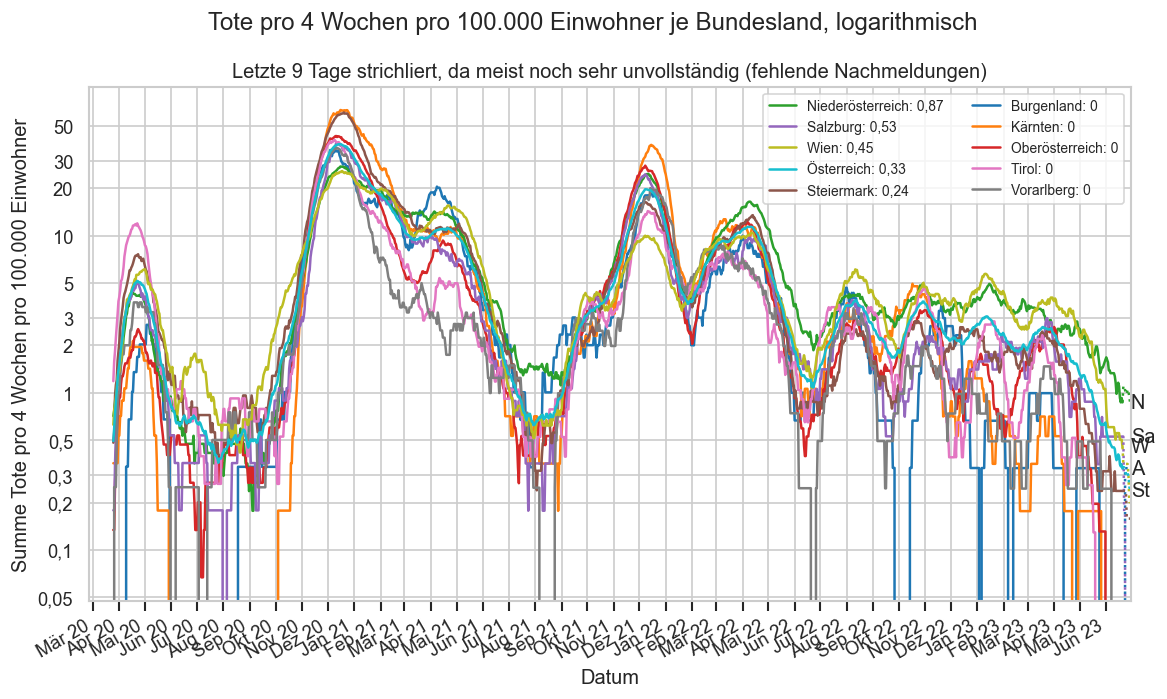 Tote pro 4 Wochen pro 100.000 Einwohner je Bundesland, logarithmisch
Letzte 9 Tage strichliert, da meist noch sehr unvollständig (fehlende Nachmeldungen)
Summe Tote pro 4 Wochen pro 100.000 Einwohner
50
30
20
10
5
3
2
1
0,5
0,3
0,2
0,1
0,05
Niederösterreich: 0,87
Salzburg: 0,53
Wien: 0,45
Österreich: 0,33
Steiermark: 0,24
Burgenland: 0
Kärnten: 0
Oberösterreich: 0
Tirol: 0
Vorarlberg: 0
N
Sa
W
A
St
Mär 20
Apr 20
Mai 20
Jun 20
Jul 20
Aug 20
Sep 20
Okt 20
Nov 20
Dez 20
Jan 21
Feb 21
Mär 21
Apr 21
Mai 21
Jun 21
Jul 21
Aug 21
Sep 21
Okt 21
Nov 21
Dez 21
Jan 22
Feb 22
Mär 22
Apr 22
Mai 22
Jun 22
Jul 22
Aug 22
Sep 22
Okt 22
Nov 22
Dez 22
Jan 23
Feb 23
Mär 23
Apr 23
Mai 23
Jun 23
Datum